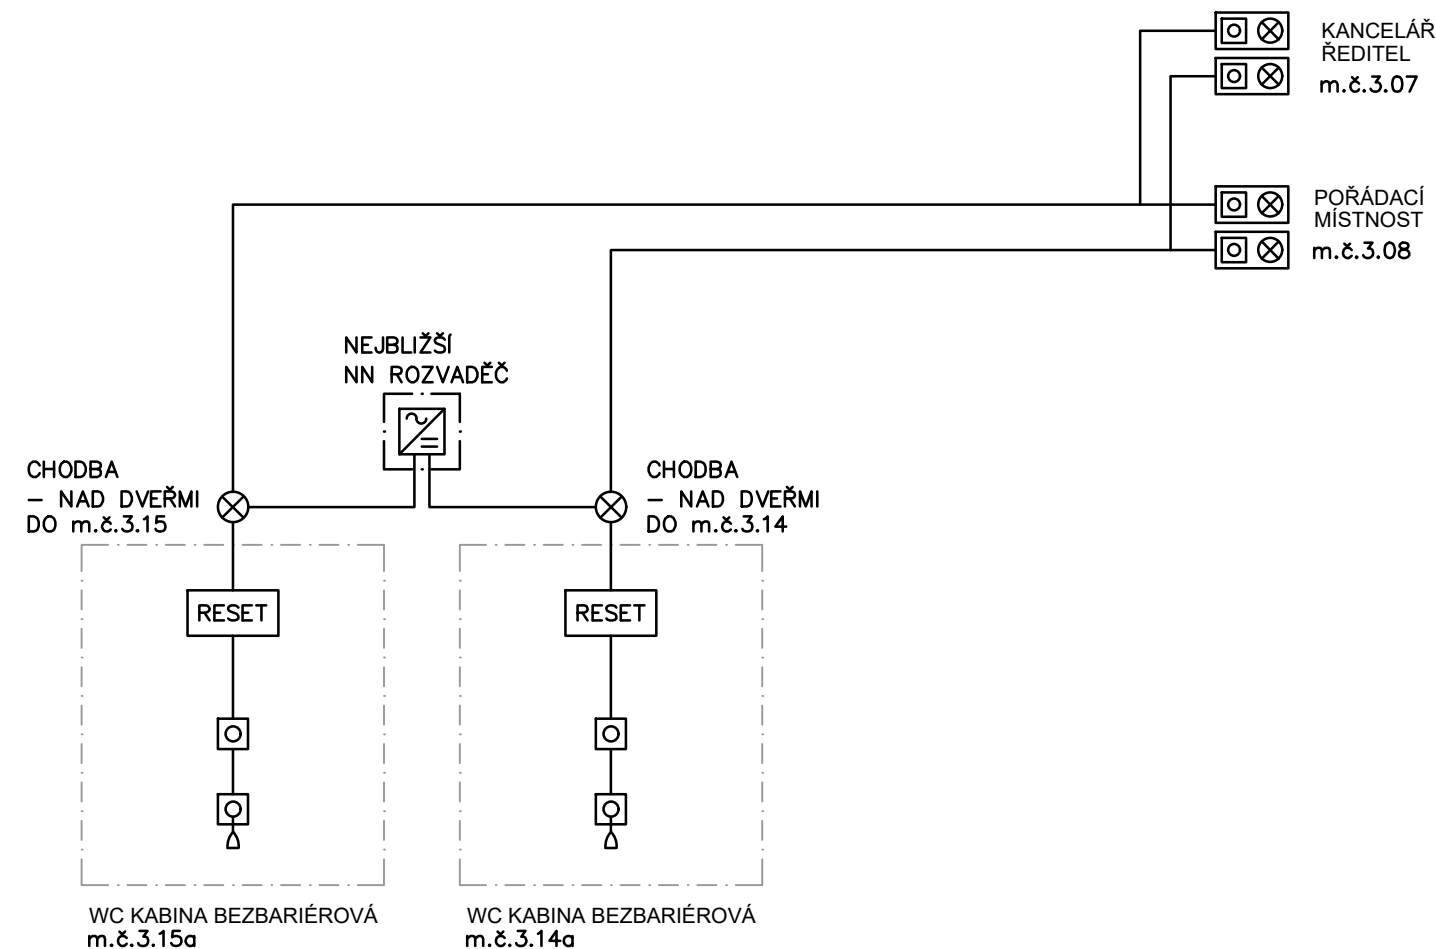 KANCELÁŘ
ŘEDITEL
m.č.3.07
POŘÁDACÍ
MÍSTNOST
m.č.3.08
NEJBLIŽŠÍ
NN ROZVADĚČ
CHODBA
– NAD DVEŘMI
DO m.č.3.15
CHODBA
– NAD DVEŘMI
DO m.č.3.14
RESET
RESET
WC KABINA BEZBARIÉROVÁ
m.č.3.15a
WC KABINA BEZBARIÉROVÁ
m.č.3.14a